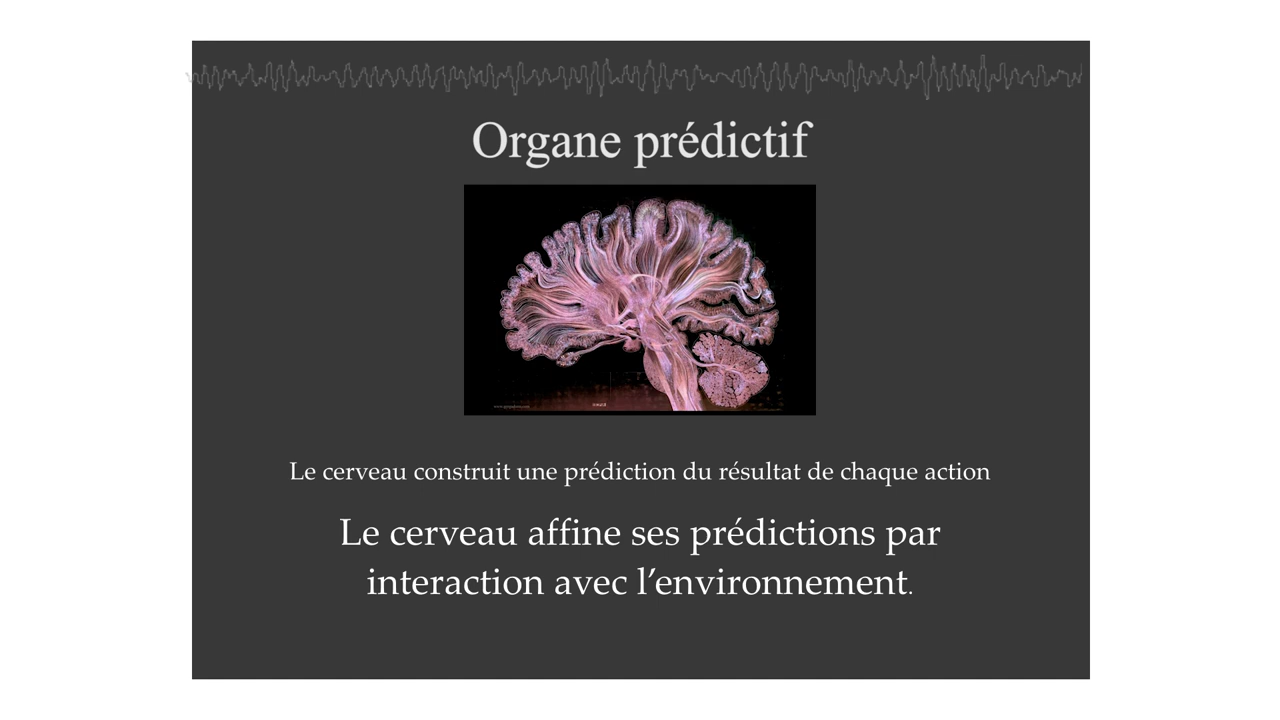 Organe prédictif
Le cerveau construit une prédiction du résultat de chaque action
Le cerveau affine ses prédictions par
interaction avec l’environnement.